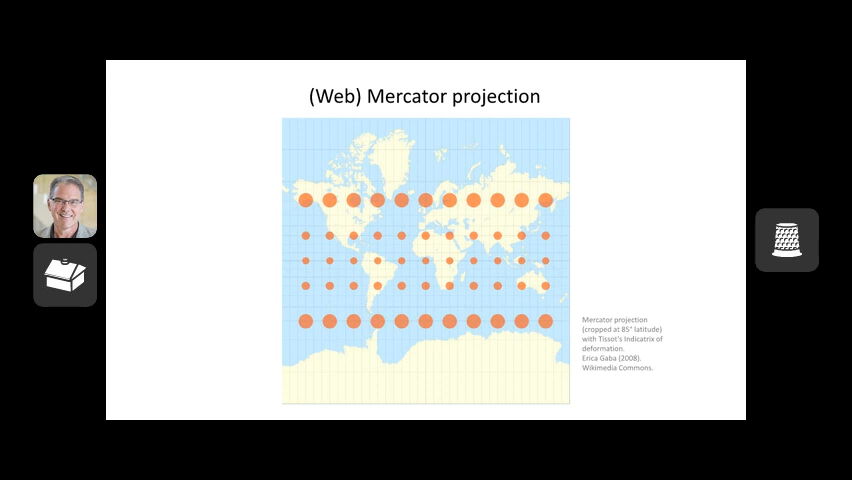 (Web) Mercator projection
Mercator projection
(cropped at 85° latitude)
with Tissot's Indicatrix of
deformation.
Erica Gaba (2008).
Wikimedia Commons.